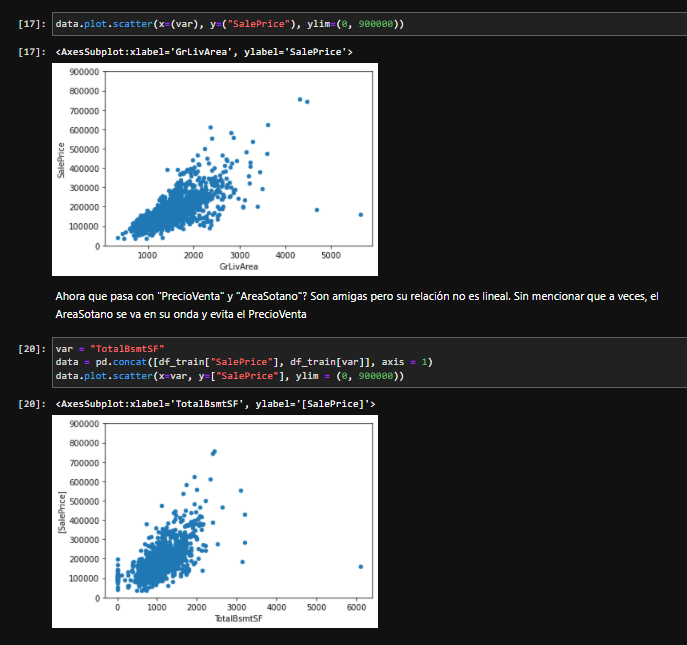 [17]: data.plot.scatter(x=(var), y=("SalePrice"), ylim=(0, 900000))
[17]: <AxesSubplot:xlabel='GrLivArea', ylabel='SalePrice'>
900000
800000
700000
600000
500000
400000
300000
200000
100000
0
SalePrice
1000 2000 3000 4000 5000
GrLivArea
Ahora que pasa con "PrecioVenta" y "AreaSotano"? Son amigas pero su relación no es lineal. Sin mencionar que a veces, el
AreaSotano se va en su onda y evita el PrecioVenta
[20]: var = "TotalBsmtSF"
data = pd.concat([df_train["SalePrice"], df_train[var]], axis = 1)
data.plot.scatter(x=var, y=["SalePrice"], ylim = (0, 900000))
[20]: <AxesSubplot:xlabel='TotalBsmtSF', ylabel='[SalePrice]'>
900000
800000
700000
600000
500000
400000
300000
200000
100000
0
[SalePrice]
0 1000 2000 3000 4000 5000 6000
TotalBsmtSF